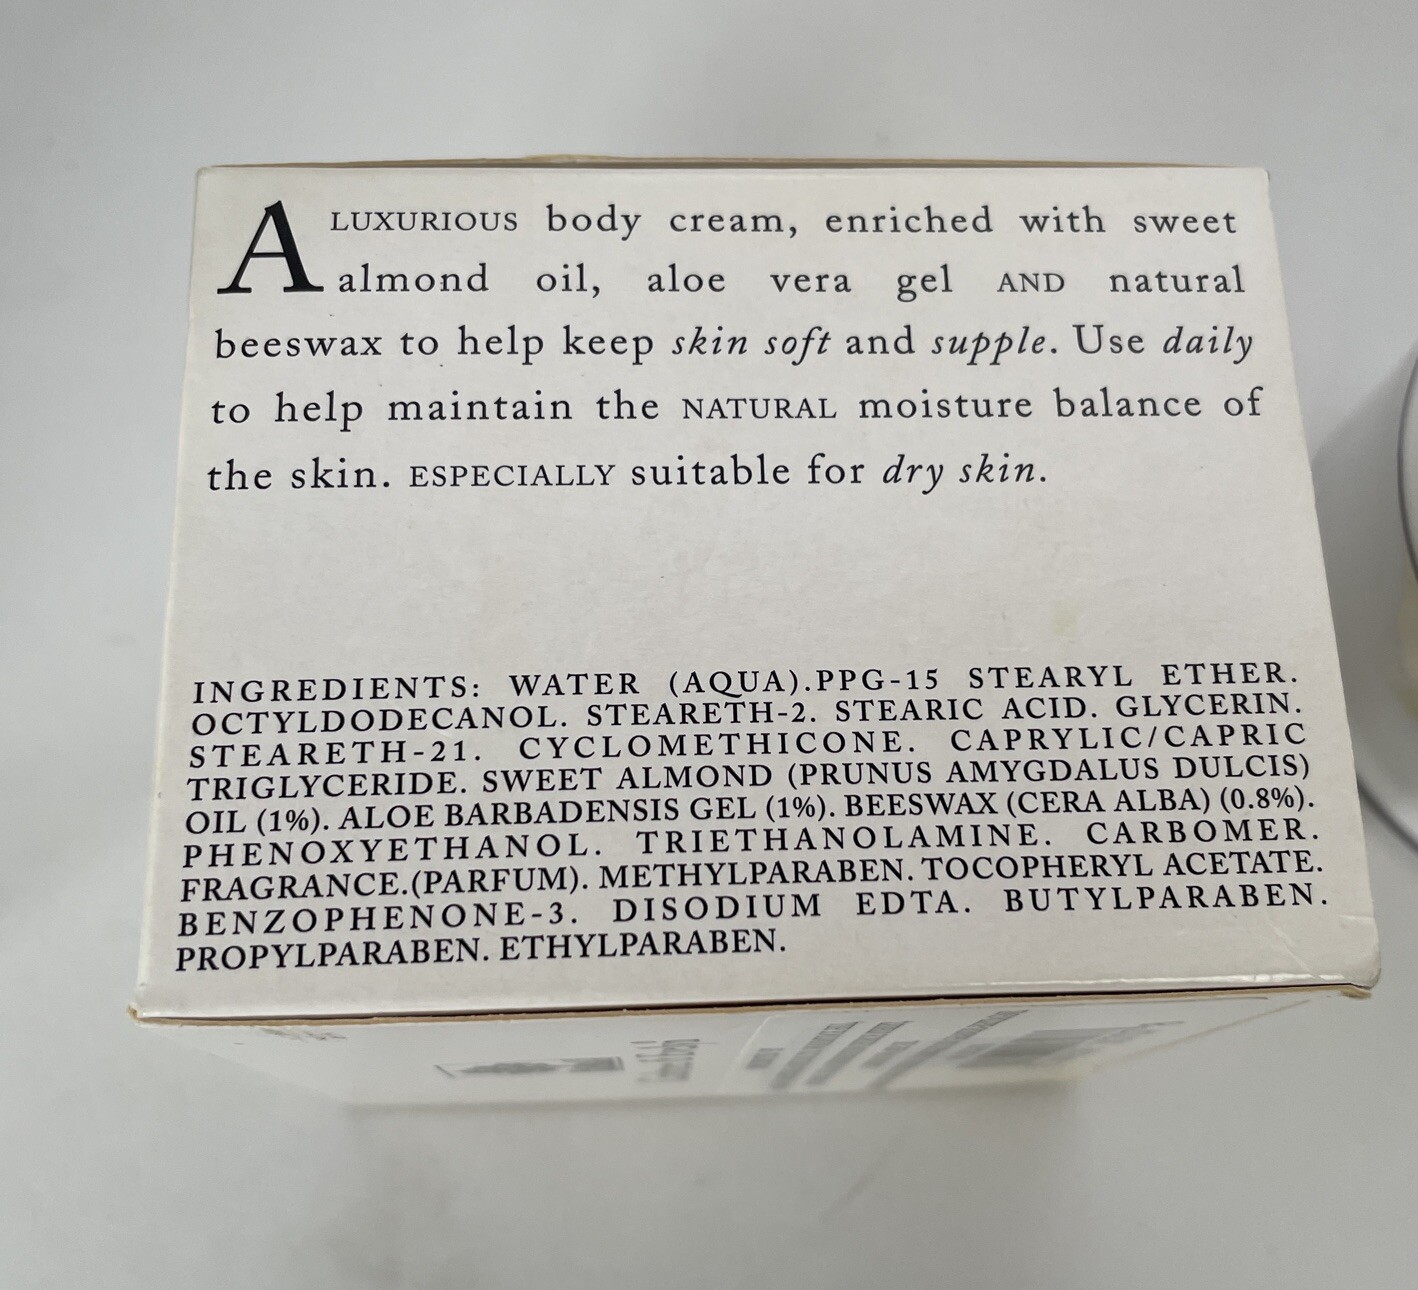 A LUXURIOUS body cream, enriched with sweet
almond oil, aloe vera gel AND natural
beeswax to help keep skin soft and supple. Use daily
to help maintain the NATURAL moisture balance of
the skin. ESPECIALLY suitable for dry skin.
INGREDIENTS: WATER (AQUA).PPG-15 STEARYL ETHER.
OCTYLDODECANOL. STEARETH-2. STEARIC ACID. GLYCERIN.
STEARETH-21. CYCLOMETHICONE. CAPRYLIC/CAPRIC
TRIGLYCERIDE. SWEET ALMOND (PRUNUS AMYGDALUS DULCIS)
OIL (1%). ALOE BARBADENSIS GEL (1%). BEESWAX (CERA ALBA) (0.8%).
PHENOXYETHANOL. TRIETHANOLAMINE. CARBOMER.
FRAGRANCE.(PARFUM). METHYLPARABEN. TOCOPHERYL ACETATE.
BENZOPHENONE-3. DISODIUM EDTA. BUTYLPARABEN.
PROPYLPARABEN. ETHYLPARABEN.